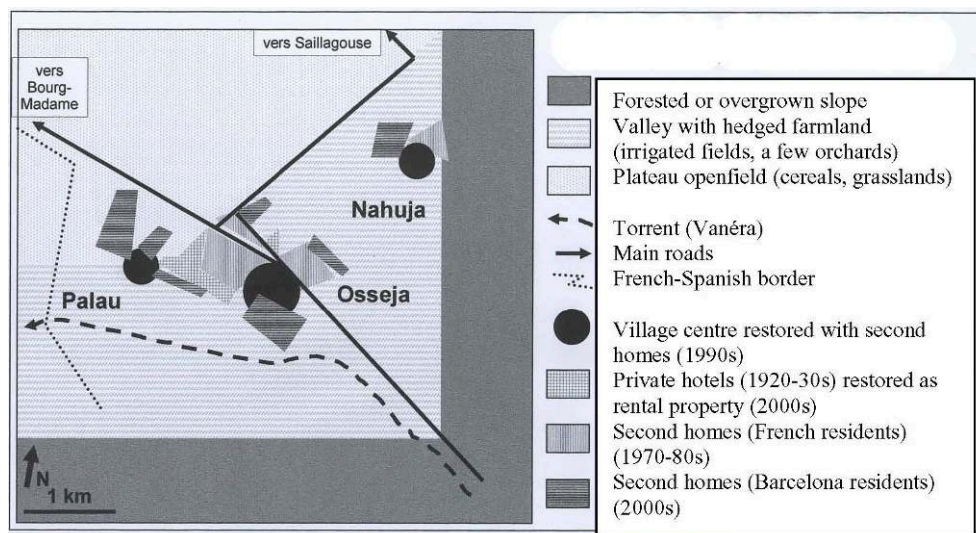 vers Saillagouse
vers
Bourg-
Madame
Nahuja
Palau
Osseja
N
1 km
Forested or overgrown slope
Valley with hedged farmland
(irrigated fields, a few orchards)
Plateau openfield (cereals, grasslands)
Torrent (Vanéra)
Main roads
French-Spanish border
Village centre restored with second
homes (1990s)
Private hotels (1920-30s) restored as
rental property (2000s)
Second homes (French residents)
(1970-80s)
Second homes (Barcelona residents)
(2000s)